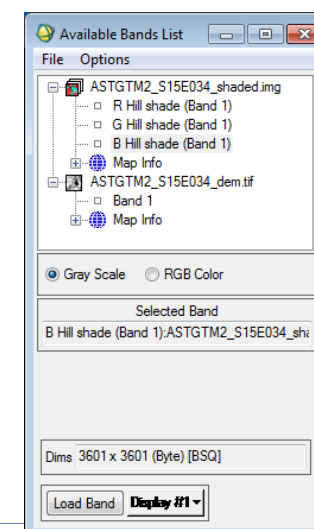 Available Bands List
File Options
ASTGTM2_S15E034_shaded.img
R Hill shade (Band 1)
G Hill shade (Band 1)
B Hill shade (Band 1)
Map Info
ASTGTM2_S15E034_dem.tif
Band 1
Map Info
Gray Scale RGB Color
Selected Band
B Hill shade (Band 1):ASTGTM2_S15E034_sha
Dims 3601 x 3601 (Byte) [BSQ]
Load Band Display #1